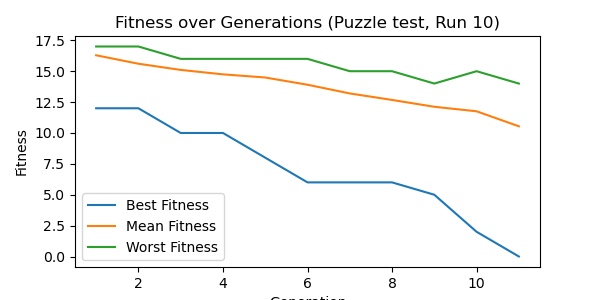 Fitness over Generations (Puzzle test, Run 10)
17.5
15.0
12.5
10.0
7.5
5.0
2.5
0.0
Fitness
Best Fitness
Mean Fitness
Worst Fitness
2 4 6 8 10
Generation